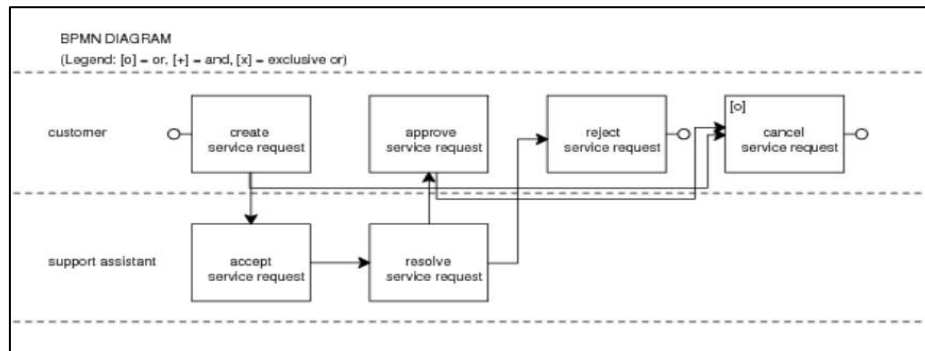 BPMN DIAGRAM
(Legend: [o] = or, [+] = and, [x] = exclusive or)
customer
create
service request
approve
service request
reject
service request
[o]
cancel
service request
support assistant
accept
service request
resolve
service request